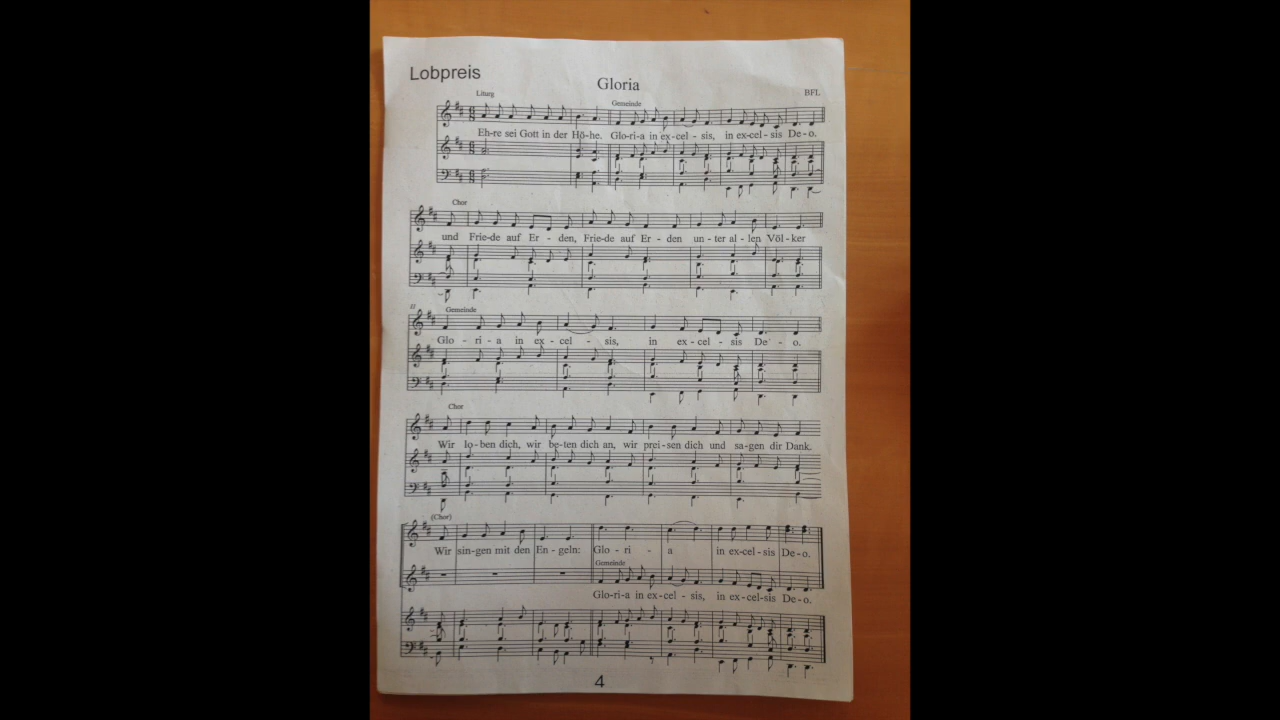 Lobpreis
Gloria
Liturg
BFL
Gemeinde
Eh-re sei Gott in der Hö-he. Glo-ri-a in ex-cel - sis, in ex-cel - sis De-o.
Chor
und Frie-de auf Er - den, Frie-de auf Er - den un-ter al-len Völ-ker
Gemeinde
Glo - ri - a in ex - cel - sis, in ex - cel - sis De - o.
Chor
Wir lo-ben dich, wir be-ten dich an, wir prei-sen dich und sa-gen dir Dank.
(Chor)
Wir sin-gen mit den En-geln: Glo - ri - a in ex-cel-sis De-o.
Gemeinde
Glo-ri-a in ex-cel - sis, in ex-cel-sis De-o.
4